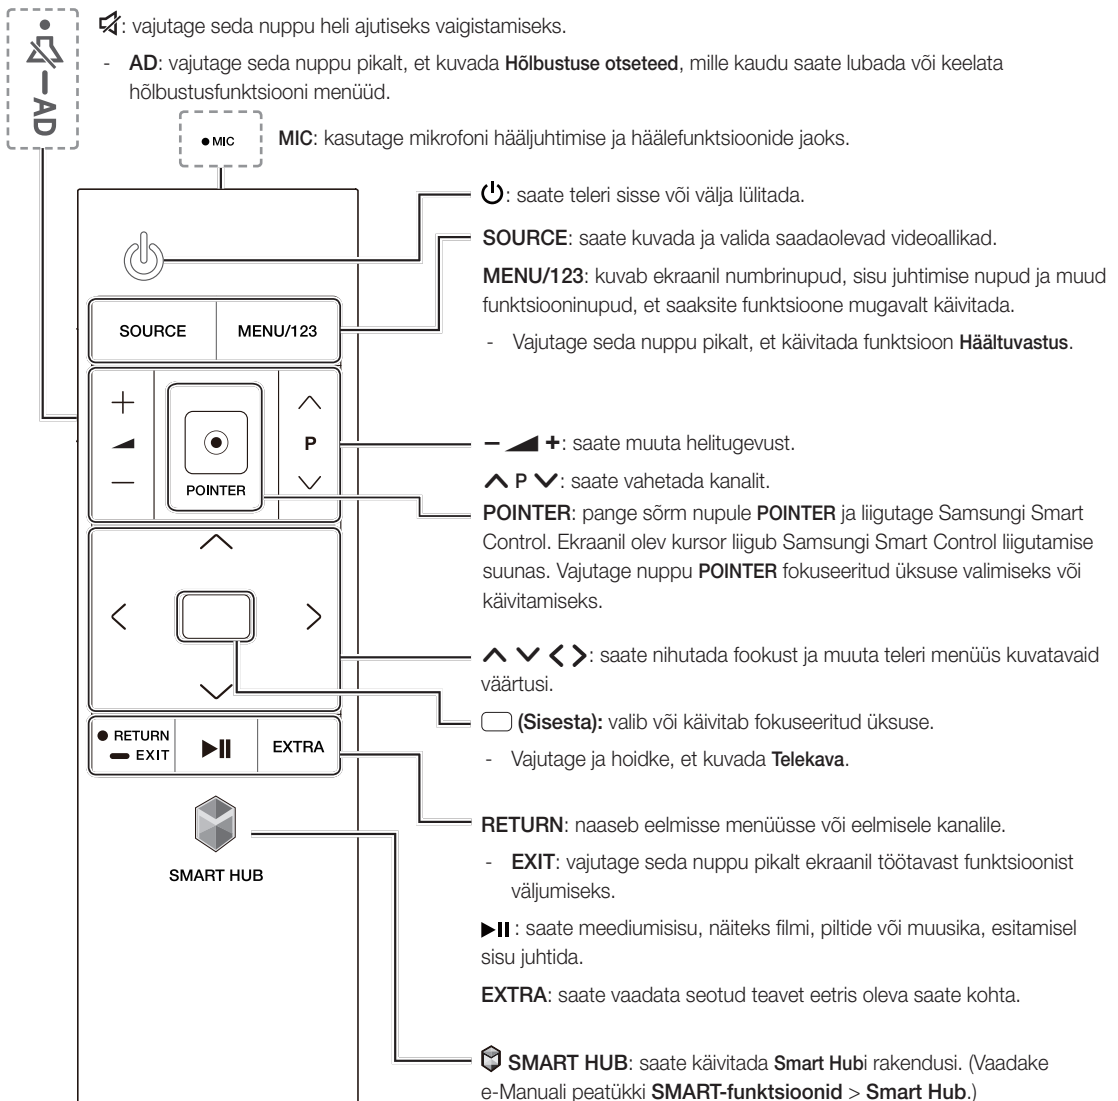 : vajutage seda nuppu heli ajutiseks vaigistamiseks.
- AD: vajutage seda nuppu pikalt, et kuvada Hõlbustuse otseteed, mille kaudu saate lubada või keelata
hõlbustusfunktsiooni menüüd.
AD
MIC
MIC: kasutage mikrofoni hääljuhtimise ja häälefunktsioonide jaoks.
: saate teleri sisse või välja lülitada.
SOURCE: saate kuvada ja valida saadaolevad videoallikad.
MENU/123: kuvab ekraanil numbrinupud, sisu juhtimise nupud ja muud
funktsiooninupud, et saaksite funktsioone mugavalt käivitada.
- Vajutage seda nuppu pikalt, et käivitada funktsioon Häältuvastus.
SOURCE
MENU/123
P
POINTER
− +: saate muuta helitugevust.
P : saate vahetada kanalit.
POINTER: pange sõrm nupule POINTER ja liigutage Samsungi Smart
Control. Ekraanil olev kursor liigub Samsungi Smart Control liigutamise
suunas. Vajutage nuppu POINTER fokuseeritud üksuse valimiseks või
käivitamiseks.
: saate nihutada fookust ja muuta teleri menüüs kuvatavaid
väärtusi.
(Sisesta): valib või käivitab fokuseeritud üksuse.
- Vajutage ja hoidke, et kuvada Telekava.
RETURN
EXIT
EXTRA
RETURN: naaseb eelmisse menüüsse või eelmisele kanalile.
- EXIT: vajutage seda nuppu pikalt ekraanil töötavast funktsioonist
väljumiseks.
: saate meediumisisu, näiteks filmi, piltide või muusika, esitamisel
sisu juhtida.
EXTRA: saate vaadata seotud teavet eetris oleva saate kohta.
SMART HUB
SMART HUB: saate käivitada Smart Hubi rakendusi. (Vaadake
e-Manuali peatükki SMART-funktsioonid > Smart Hub.)